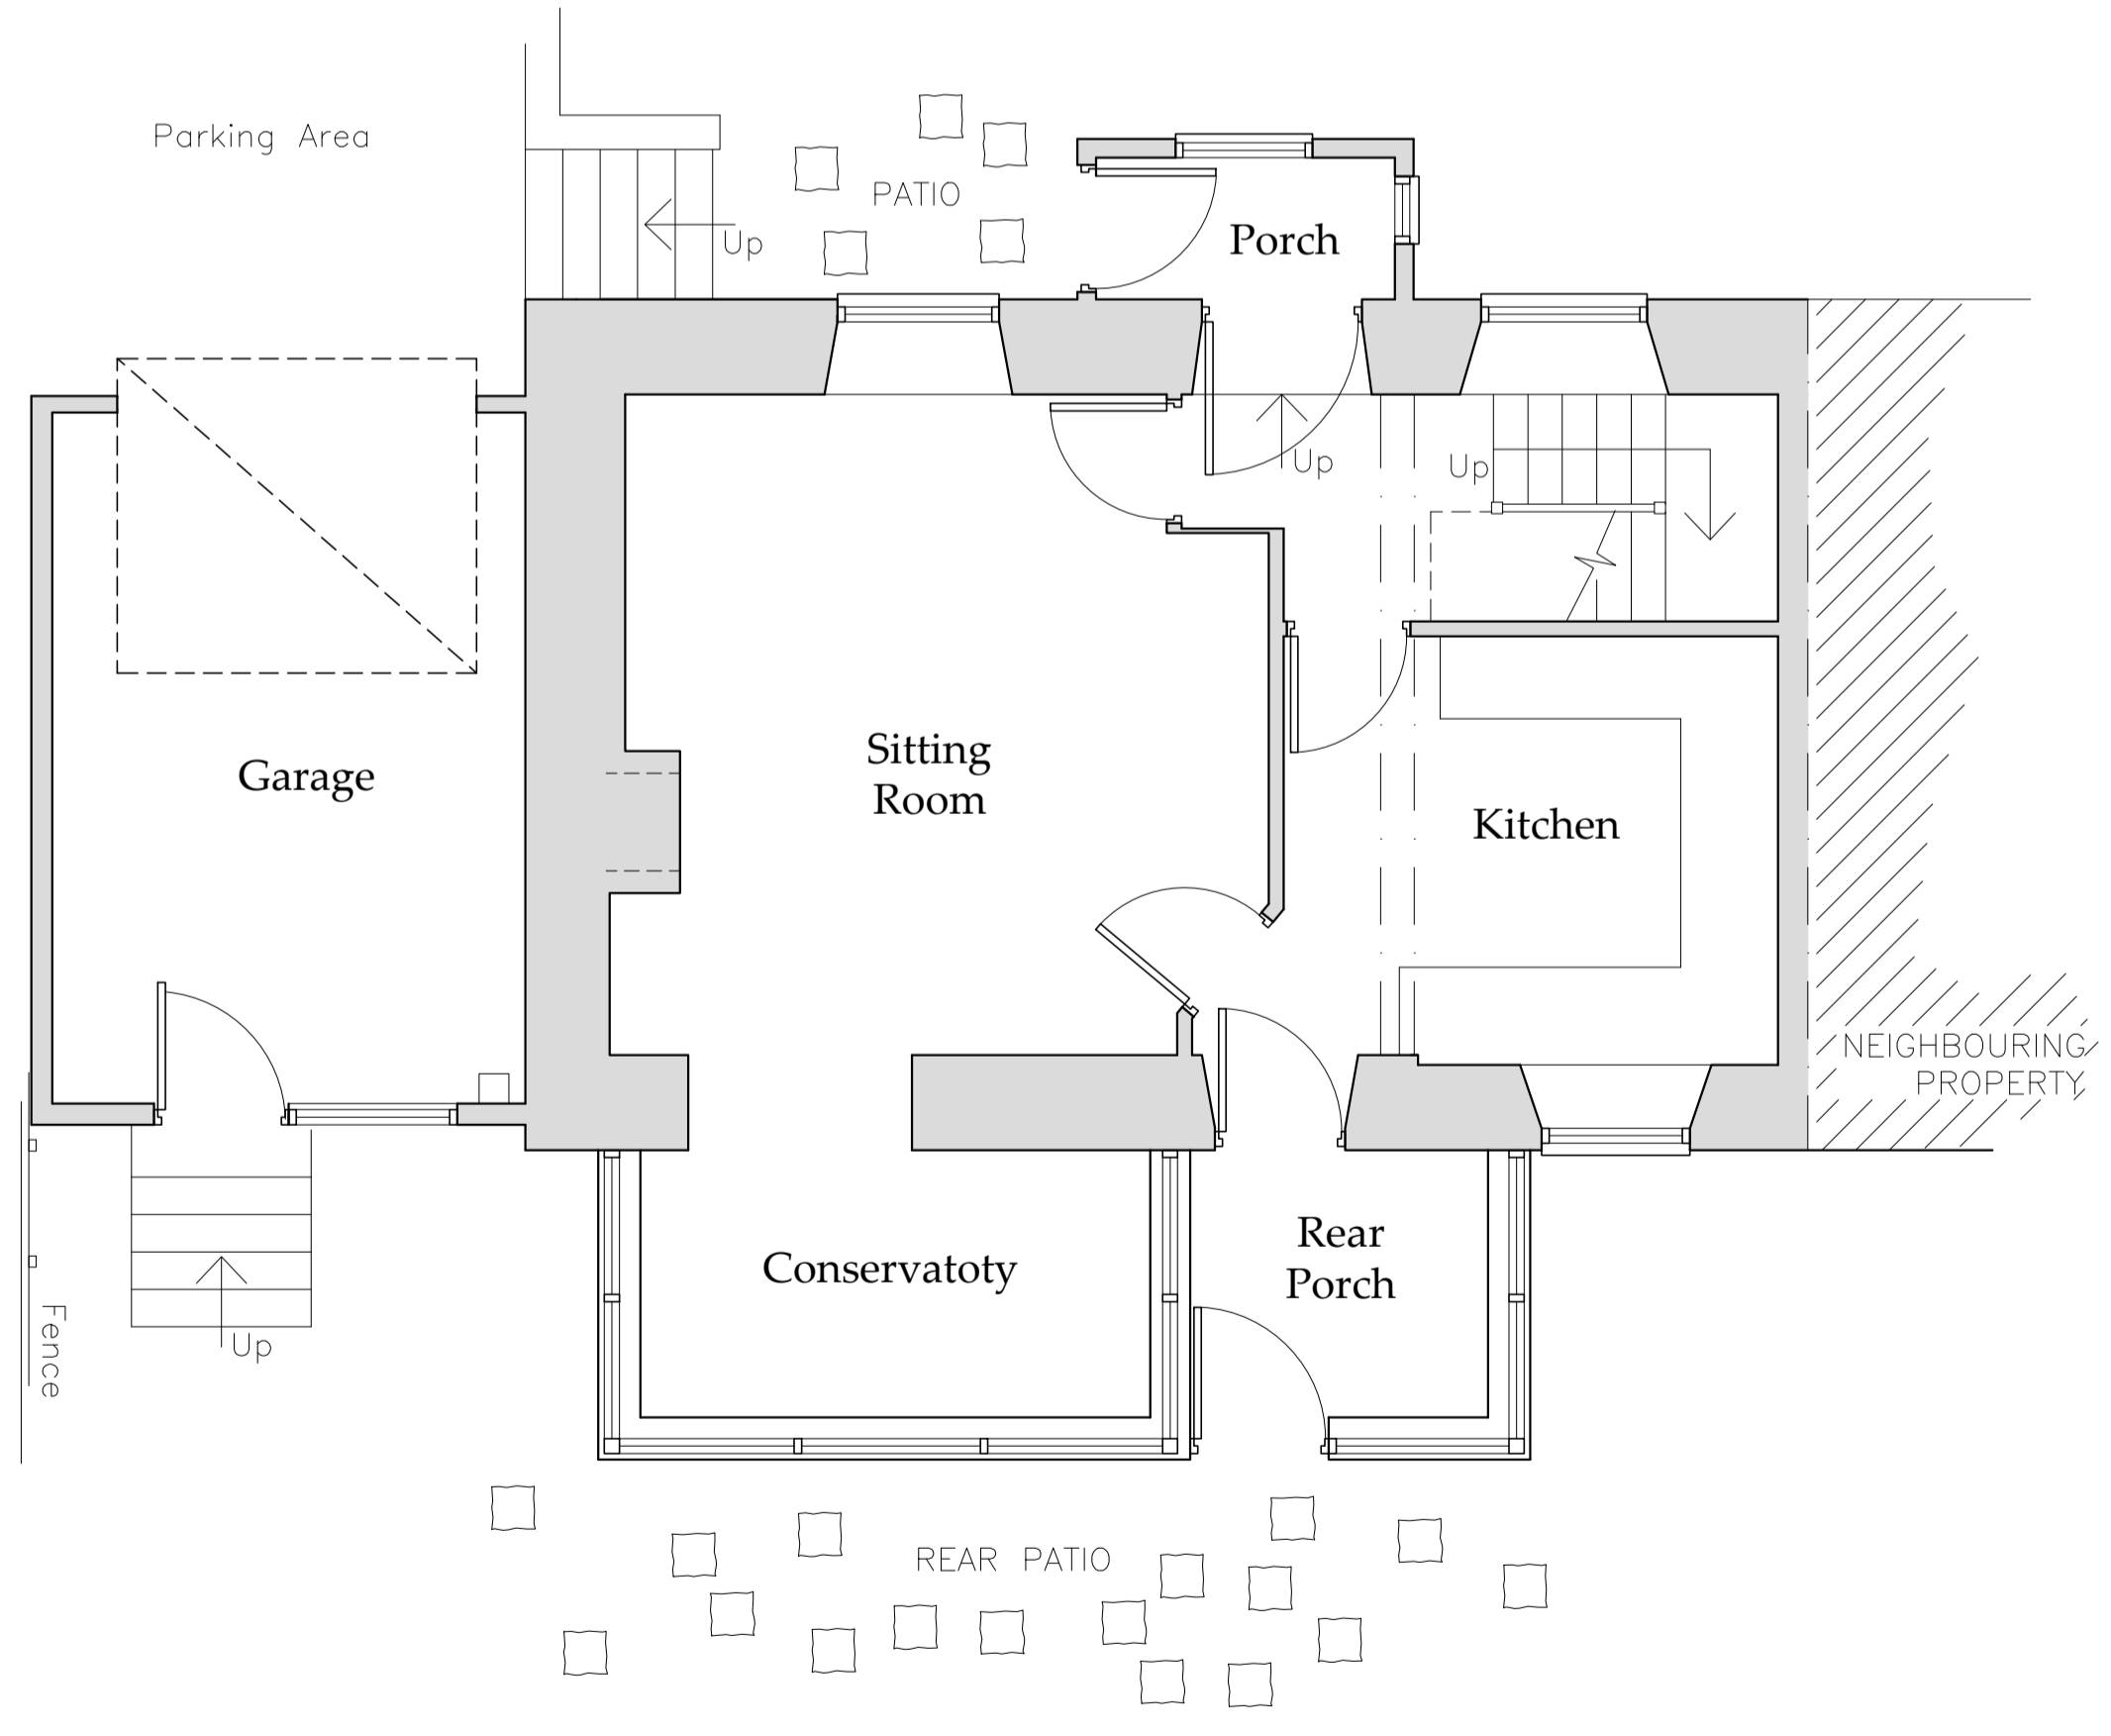 Parking Area
PATIO
Up
Porch
Up
Up
Sitting
Room
Garage
Kitchen
NEIGHBOURING
PROPERTY
Conservatoty
Rear
Porch
Fence
Up
REAR PATIO